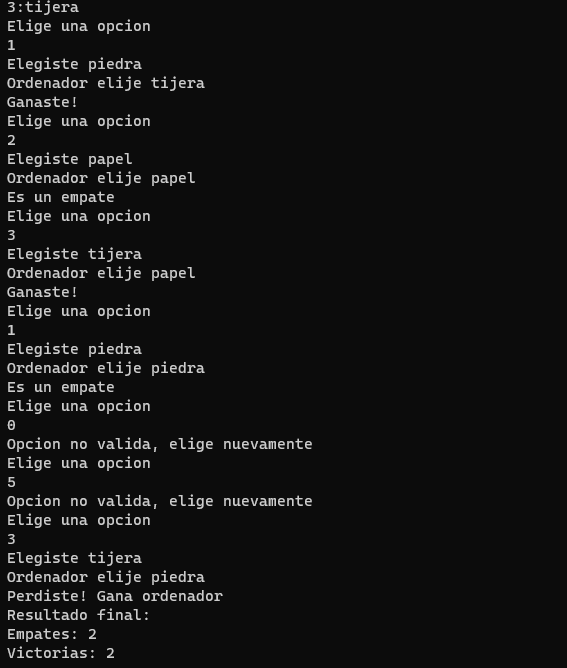 3:tijera
Elige una opcion
1
Elegiste piedra
Ordenador elije tijera
Ganaste!
Elige una opcion
2
Elegiste papel
Ordenador elije papel
Es un empate
Elige una opcion
3
Elegiste tijera
Ordenador elije papel
Ganaste!
Elige una opcion
1
Elegiste piedra
Ordenador elije piedra
Es un empate
Elige una opcion
0
Opcion no valida, elige nuevamente
Elige una opcion
5
Opcion no valida, elige nuevamente
Elige una opcion
3
Elegiste tijera
Ordenador elije piedra
Perdiste! Gana ordenador
Resultado final:
Empates: 2
Victorias: 2